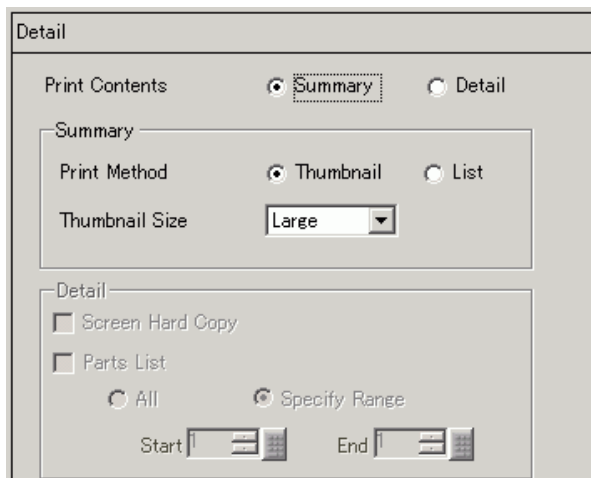 Detail
Print Contents Summary Detail
Summary
Print Method Thumbnail List
Thumbnail Size Large
Detail
Screen Hard Copy
Parts List
All Specify Range
Start 1 End 1